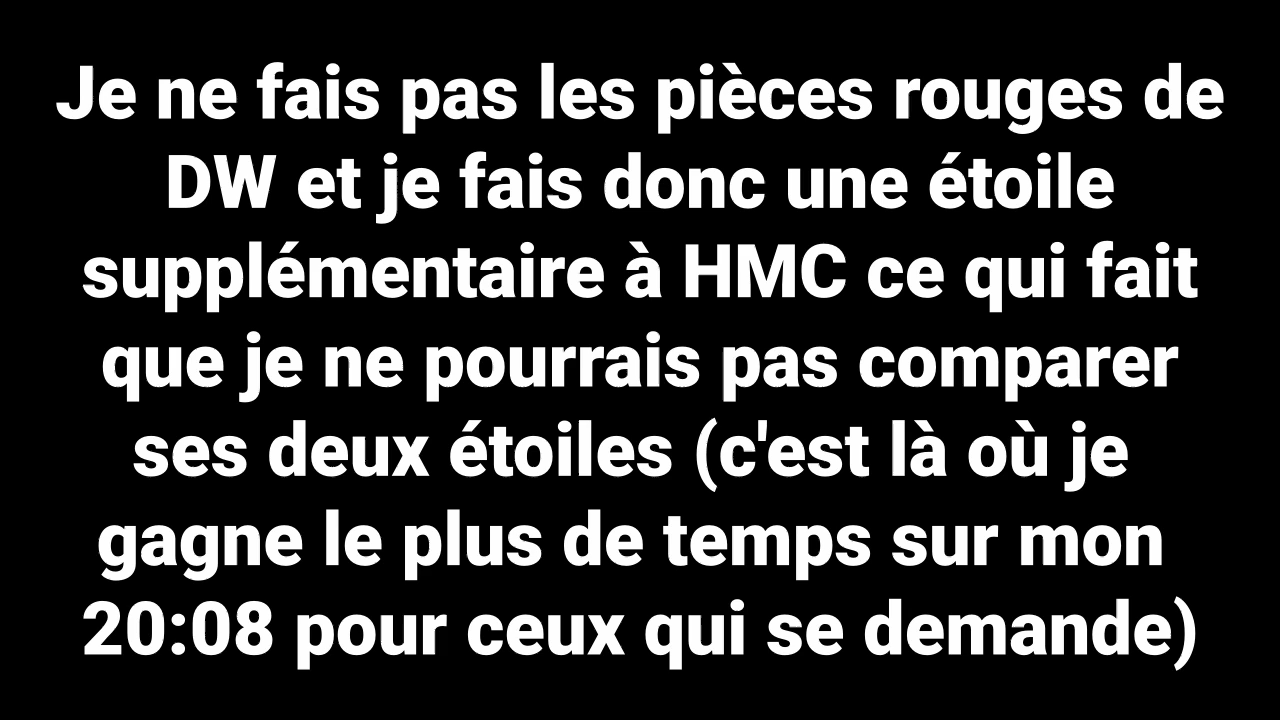 Je ne fais pas les pièces rouges de
DW et je fais donc une étoile
supplémentaire à HMC ce qui fait
que je ne pourrais pas comparer
ses deux étoiles (c'est là où je
gagne le plus de temps sur mon
20:08 pour ceux qui se demande)